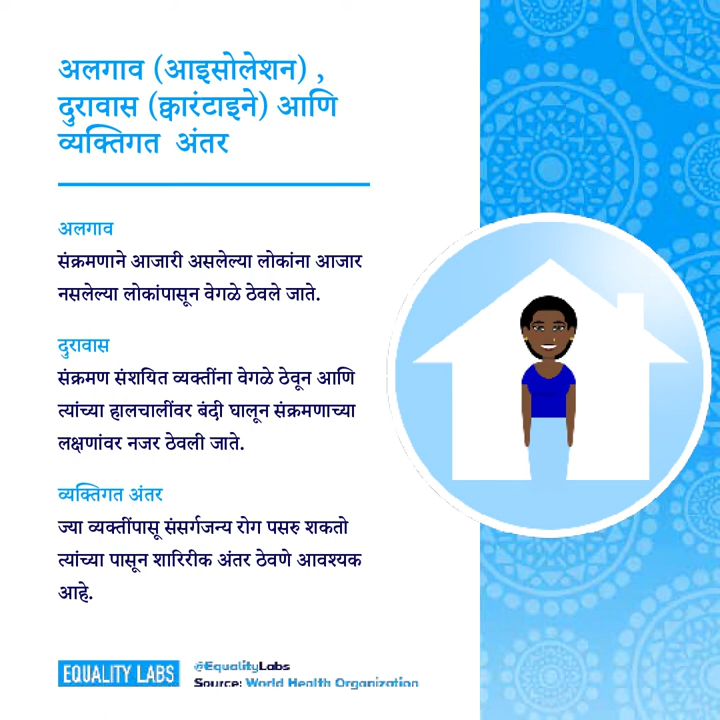 अलगाव (आइसोलेशन) ,
दुरावास (क्वारंटाइने) आणि
व्यक्तिगत अंतर
अलगाव
संक्रमणाने आजारी असलेल्या लोकांना आजार
नसलेल्या लोकांपासून वेगळे ठेवले जाते.
दुरावास
संक्रमण संशयित व्यक्तींना वेगळे ठेवून आणि
त्यांच्या हालचालींवर बंदी घालून संक्रमणाच्या
लक्षणांवर नजर ठेवली जाते.
व्यक्तिगत अंतर
ज्या व्यक्तींपासू संसर्गजन्य रोग पसरु शकतो
त्यांच्या पासून शारिरीक अंतर ठेवणे आवश्यक
आहे.
EQUALITY LABS
@EqualityLabs
Source: World Health Organization